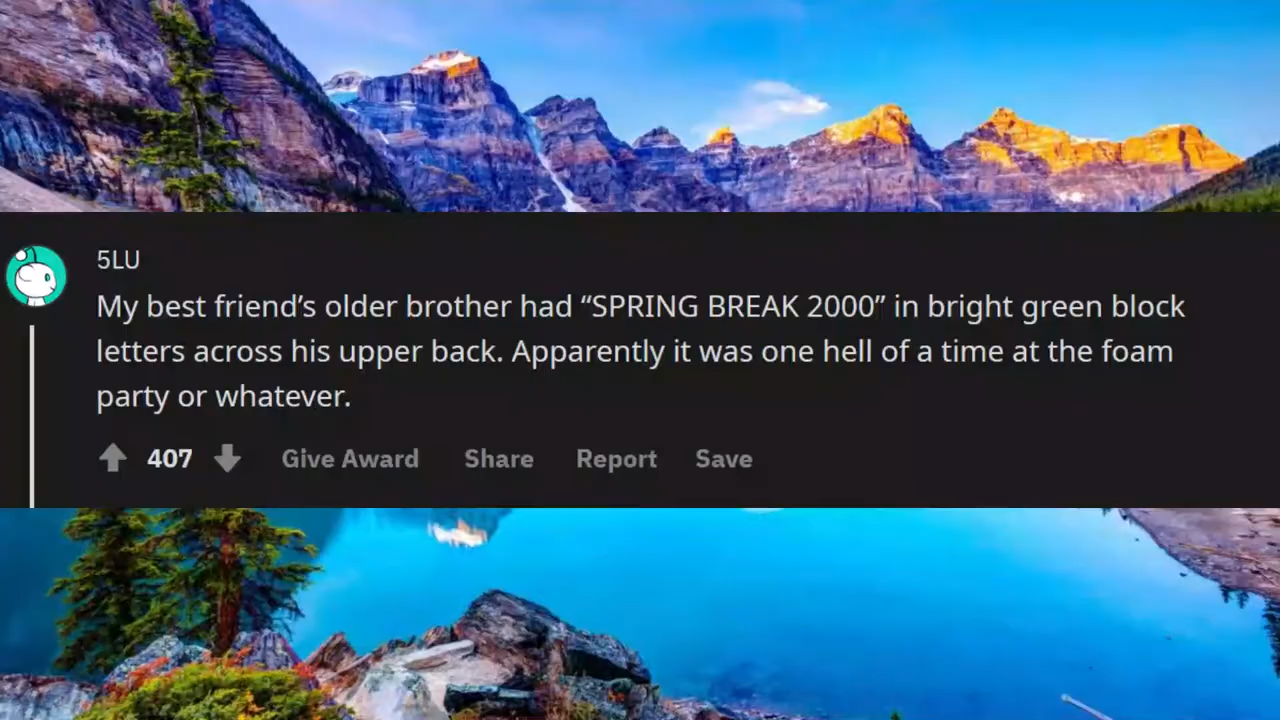 5LU
My best friend’s older brother had “SPRING BREAK 2000” in bright green block
letters across his upper back. Apparently it was one hell of a time at the foam
party or whatever.
407 Give Award Share Report Save